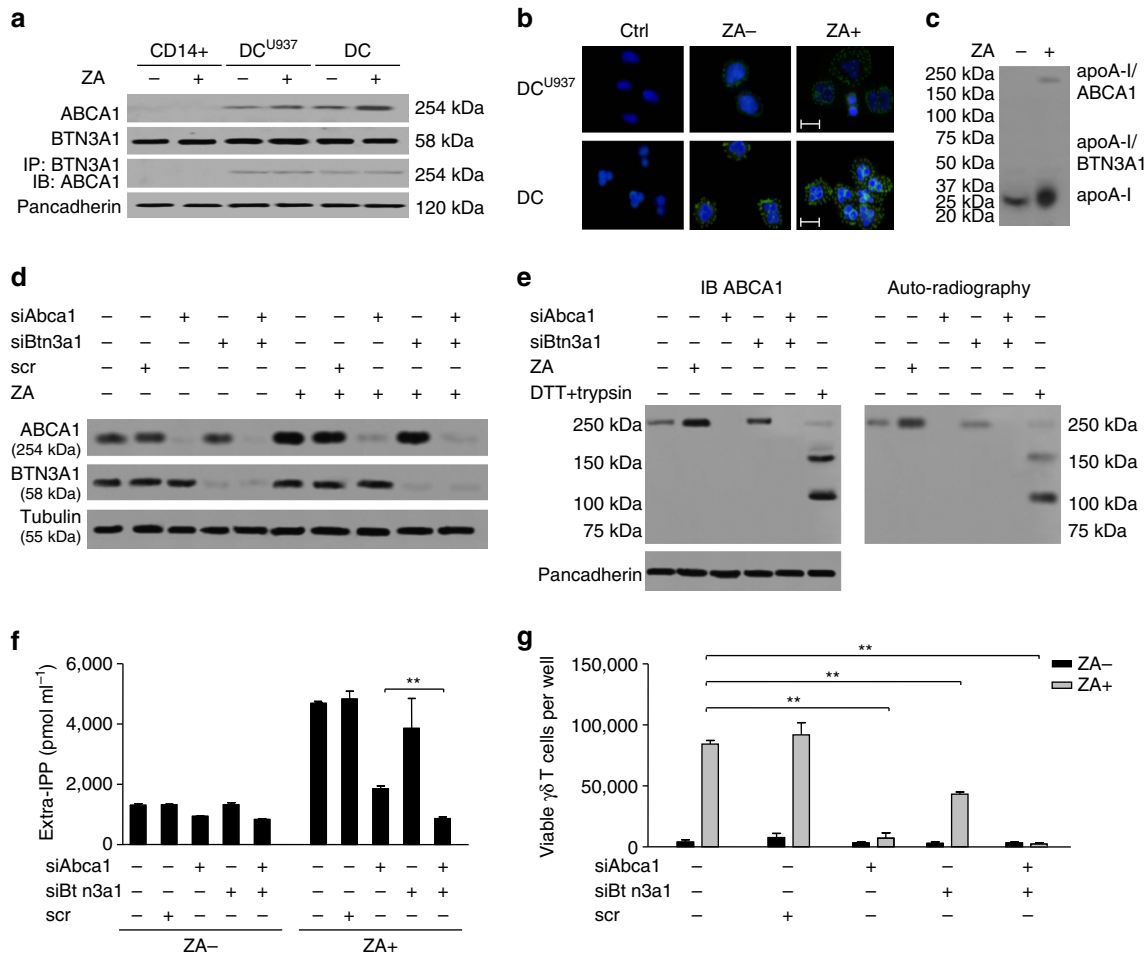 a
CD14+ DC^U937 DC
ZA − + − + − +
ABCA1 254 kDa
BTN3A1 58 kDa
IP: BTN3A1
IB: ABCA1 254 kDa
Pancadherin 120 kDa
b
Ctrl ZA− ZA+
DC^U937
DC
c
ZA − +
250 kDa apoA-I/
150 kDa ABCA1
100 kDa
75 kDa
50 kDa apoA-I/
BTN3A1
37 kDa
25 kDa apoA-I
20 kDa
d
siAbca1 − − + − + − − + − +
siBtn3a1 − − − + + − − − + +
scr − + − − − − + − − −
ZA − − − − − + + + + +
ABCA1
(254 kDa)
BTN3A1
(58 kDa)
Tubulin
(55 kDa)
e
IB ABCA1 Auto-radiography
siAbca1 − − + − + − − − + − + −
siBtn3a1 − − − + + − − − − + + −
ZA − + − − − − − + − − − −
DTT+trypsin − − − − − + − − − − − +
250 kDa 250 kDa
150 kDa 150 kDa
100 kDa 100 kDa
75 kDa 75 kDa
Pancadherin
f
Extra-IPP (pmol ml⁻¹)
6,000
4,000
2,000
0
**
siAbca1 − − + − + − − + − +
siBt n3a1 − − − + + − − − + +
scr − + − − − − + − − −
ZA− ZA+
g
Viable γδ T cells per well
150,000
100,000
50,000
0
**
**
**
ZA−
ZA+
siAbca1 − − + − +
siBt n3a1 − − − + +
scr − + − − −